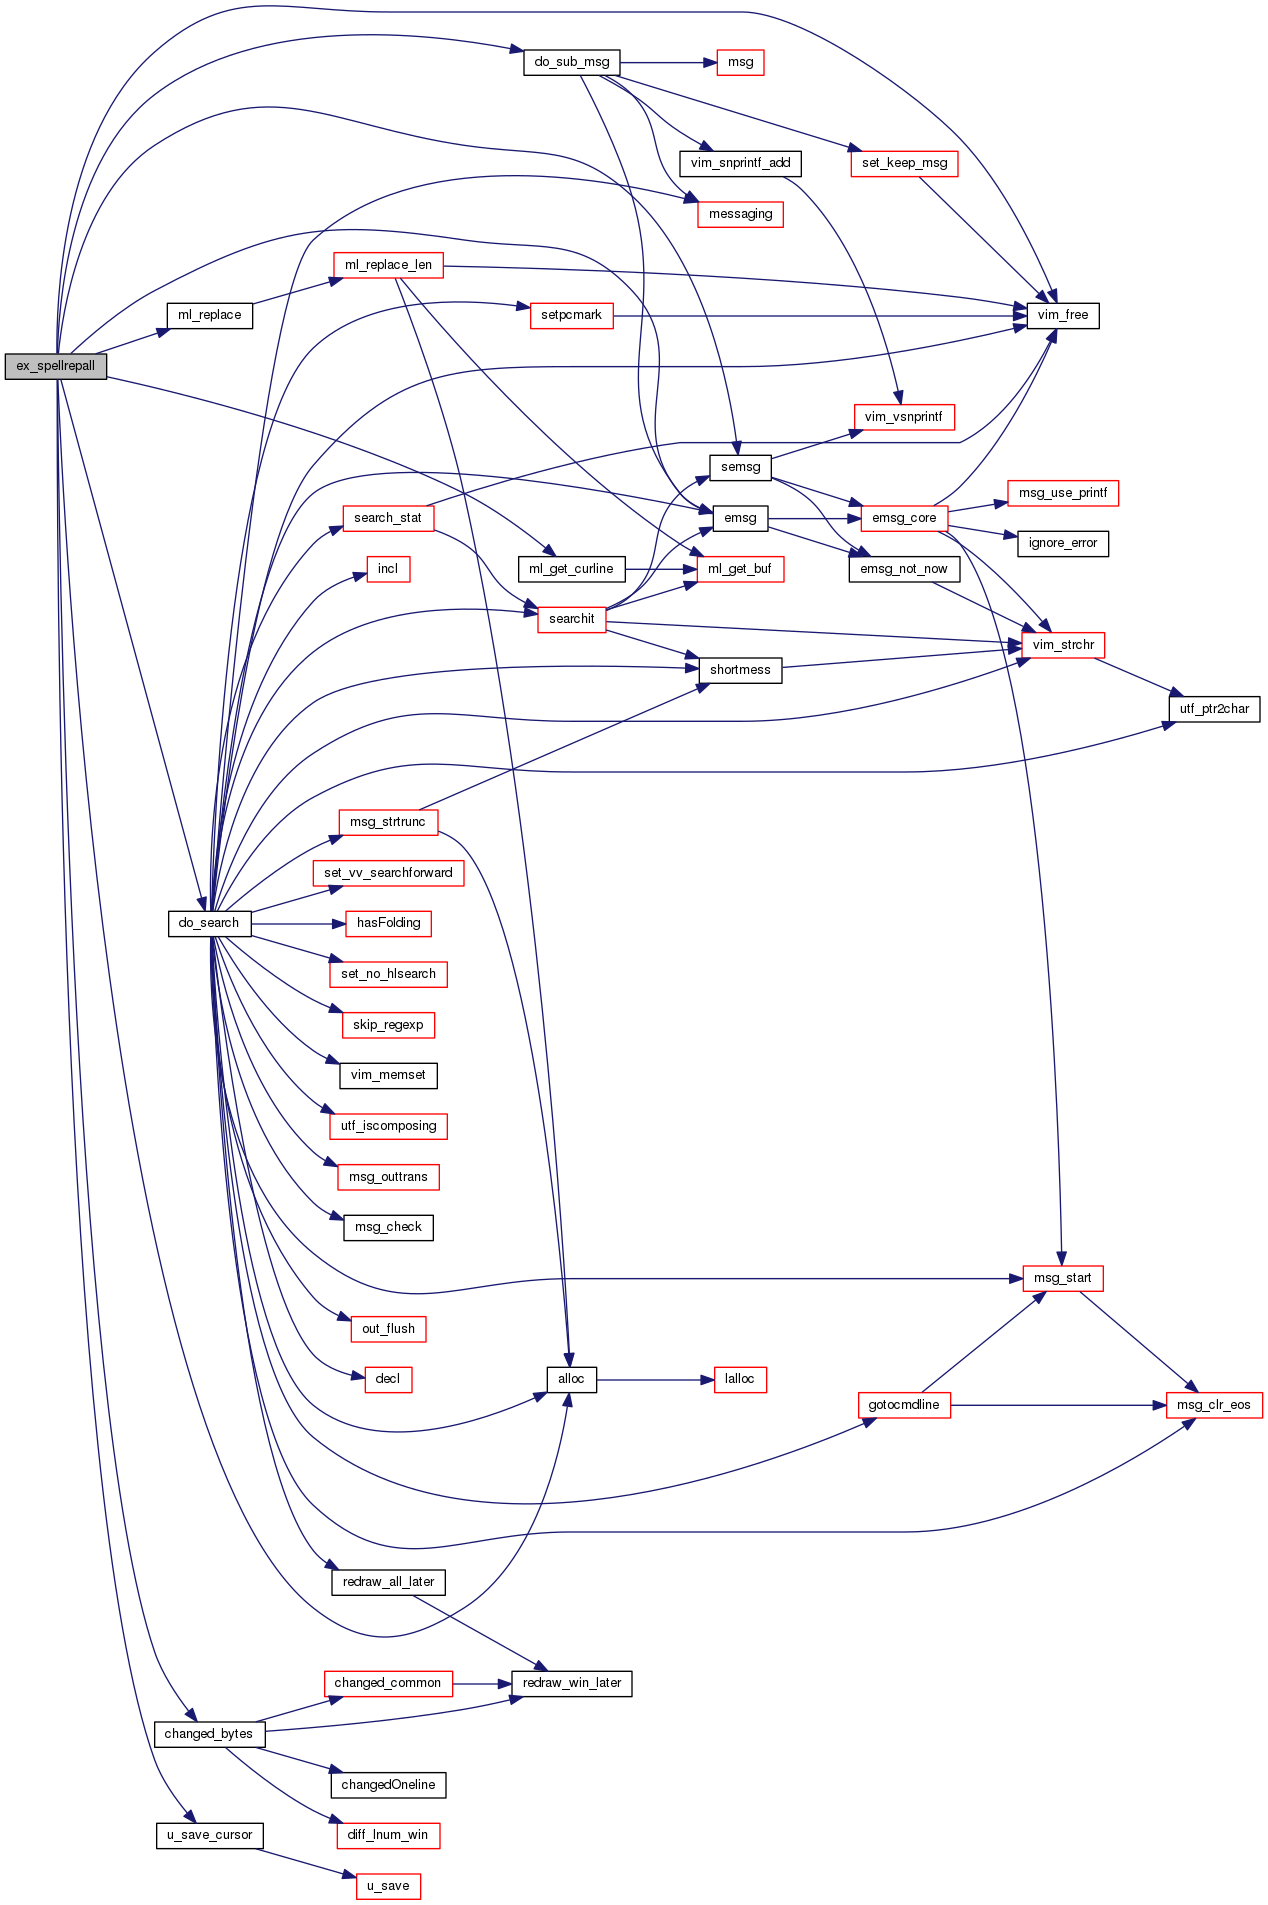 do_sub_msg
msg
vim_snprintf_add
set_keep_msg
messaging
ml_replace_len
ml_replace
setpcmark
vim_free
ex_spellrepall
vim_vsnprintf
semsg
msg_use_printf
search_stat
emsg
emsg_core
ignore_error
incl
ml_get_curline
ml_get_buf
emsg_not_now
searchit
vim_strchr
shortmess
utf_ptr2char
msg_strtrunc
set_vv_searchforward
do_search
hasFolding
set_no_hlsearch
skip_regexp
vim_memset
utf_iscomposing
msg_outtrans
msg_check
msg_start
out_flush
decl
alloc
lalloc
gotocmdline
msg_clr_eos
redraw_all_later
changed_common
redraw_win_later
changed_bytes
changedOneline
u_save_cursor
diff_lnum_win
u_save